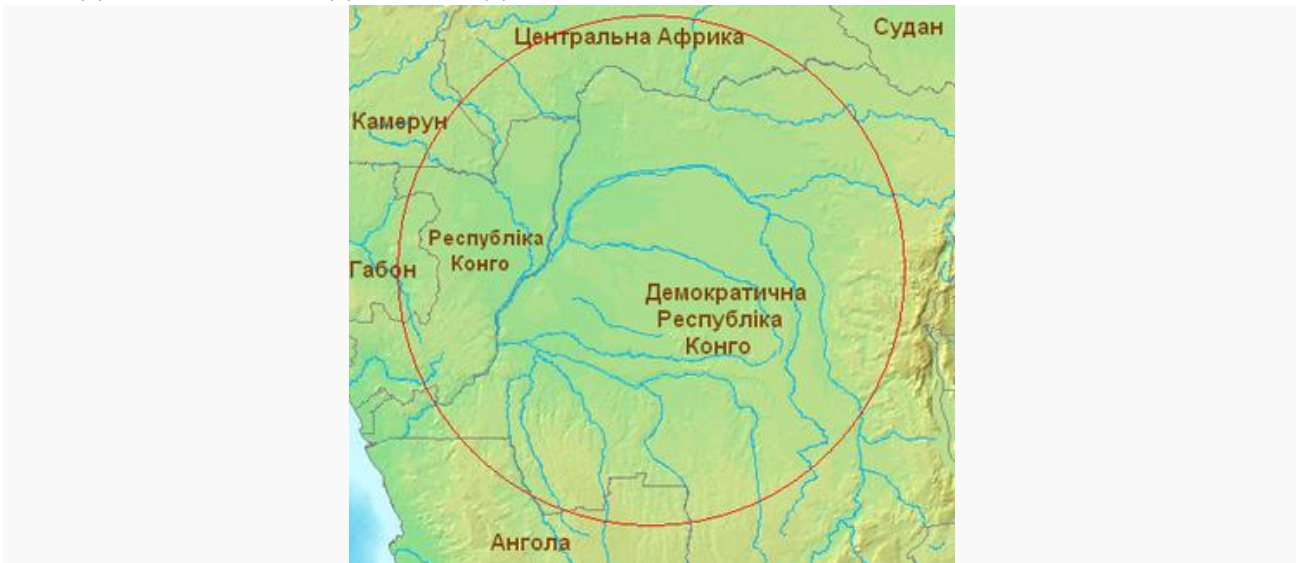 Центральна Африка
Судан
Камерун
Республіка
Конго
Габон
Демократична
Республіка
Конго
Ангола